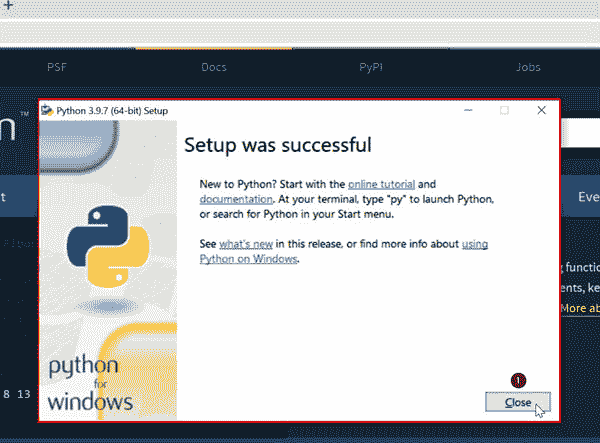 +
PSF Docs PyPI Jobs
n™
Python 3.9.7 (64-bit) Setup
Setup was successful
New to Python? Start with the online tutorial and
documentation. At your terminal, type "py" to launch Python,
or search for Python in your Start menu.
See what's new in this release, or find more info about using
Python on Windows.
t
Eve
g functio
ents, ke
More ab
python
for
windows
8 13
1
Close